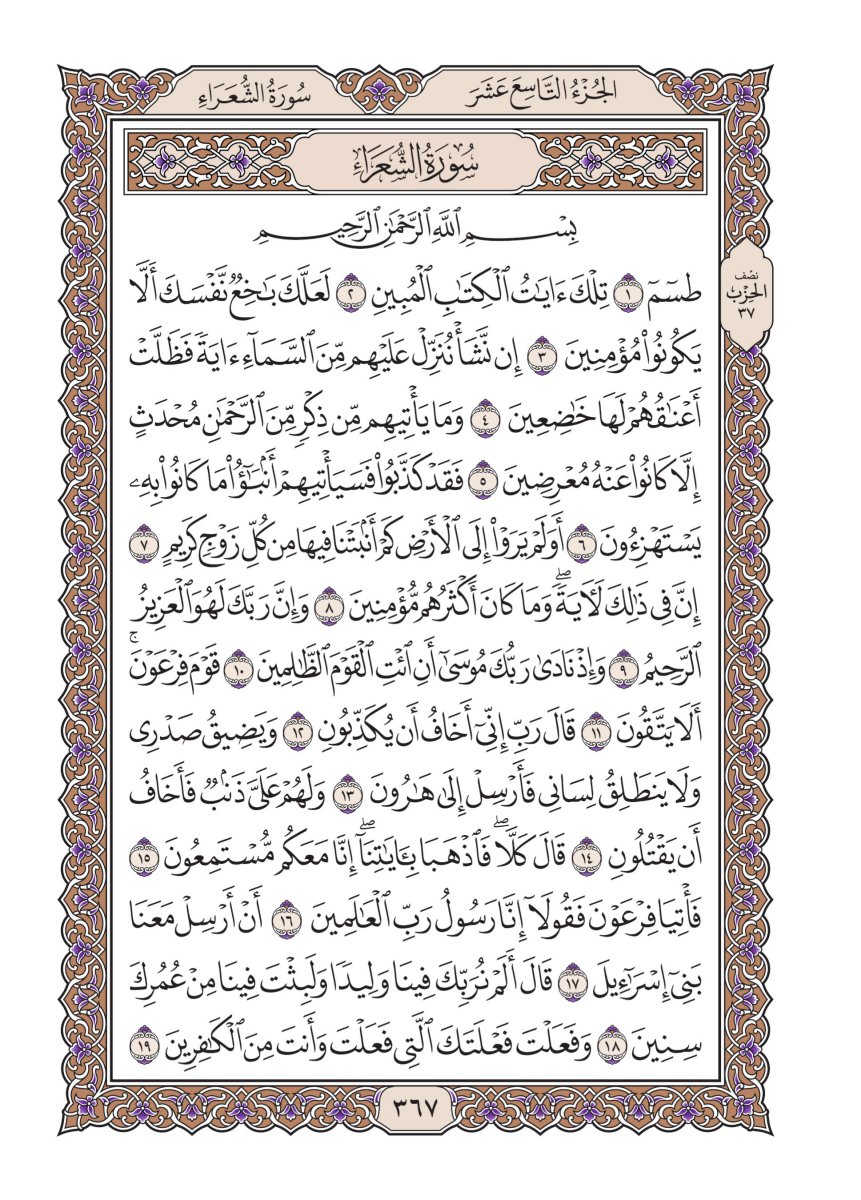 الجُزْءُ التَّاسِعَ عَشَرَ
سُورَةُ الشُّعَرَاءِ
سُورَةُ الشُّعَرَاءِ
بِسْمِ ٱللَّهِ ٱلرَّحْمَٰنِ ٱلرَّحِيمِ
طسٓمٓ ١ تِلْكَ ءَايَٰتُ ٱلْكِتَٰبِ ٱلْمُبِينِ ٢ لَعَلَّكَ بَٰخِعٌ نَّفْسَكَ أَلَّا
يَكُونُوا۟ مُؤْمِنِينَ ٣ إِن نَّشَأْ نُنَزِّلْ عَلَيْهِم مِّنَ ٱلسَّمَآءِ ءَايَةً فَظَلَّتْ
أَعْنَٰقُهُمْ لَهَا خَٰضِعِينَ ٤ وَمَا يَأْتِيهِم مِّن ذِكْرٍ مِّنَ ٱلرَّحْمَٰنِ مُحْدَثٍ
إِلَّا كَانُوا۟ عَنْهُ مُعْرِضِينَ ٥ فَقَدْ كَذَّبُوا۟ فَسَيَأْتِيهِمْ أَنۢبَٰٓؤُا۟ مَا كَانُوا۟ بِهِۦ
يَسْتَهْزِءُونَ ٦ أَوَلَمْ يَرَوْا۟ إِلَى ٱلْأَرْضِ كَمْ أَنۢبَتْنَا فِيهَا مِن كُلِّ زَوْجٍ كَرِيمٍ ٧
إِنَّ فِى ذَٰلِكَ لَءَايَةً ۖ وَمَا كَانَ أَكْثَرُهُم مُّؤْمِنِينَ ٨ وَإِنَّ رَبَّكَ لَهُوَ ٱلْعَزِيزُ
ٱلرَّحِيمُ ٩ وَإِذْ نَادَىٰ رَبُّكَ مُوسَىٰٓ أَنِ ٱئْتِ ٱلْقَوْمَ ٱلظَّٰلِمِينَ ١٠ قَوْمَ فِرْعَوْنَ ۚ
أَلَا يَتَّقُونَ ١١ قَالَ رَبِّ إِنِّىٓ أَخَافُ أَن يُكَذِّبُونِ ١٢ وَيَضِيقُ صَدْرِى
وَلَا يَنطَلِقُ لِسَانِى فَأَرْسِلْ إِلَىٰ هَٰرُونَ ١٣ وَلَهُمْ عَلَىَّ ذَنۢبٌ فَأَخَافُ
أَن يَقْتُلُونِ ١٤ قَالَ كَلَّا ۖ فَٱذْهَبَا بِـَٔايَٰتِنَآ ۖ إِنَّا مَعَكُم مُّسْتَمِعُونَ ١٥
فَأْتِيَا فِرْعَوْنَ فَقُولَآ إِنَّا رَسُولُ رَبِّ ٱلْعَٰلَمِينَ ١٦ أَنْ أَرْسِلْ مَعَنَا
بَنِىٓ إِسْرَٰٓءِيلَ ١٧ قَالَ أَلَمْ نُرَبِّكَ فِينَا وَلِيدًا وَلَبِثْتَ فِينَا مِنْ عُمُرِكَ
سِنِينَ ١٨ وَفَعَلْتَ فَعْلَتَكَ ٱلَّتِى فَعَلْتَ وَأَنتَ مِنَ ٱلْكَٰفِرِينَ ١٩
نصف
الحِزْب
٣٧
٣٦٧